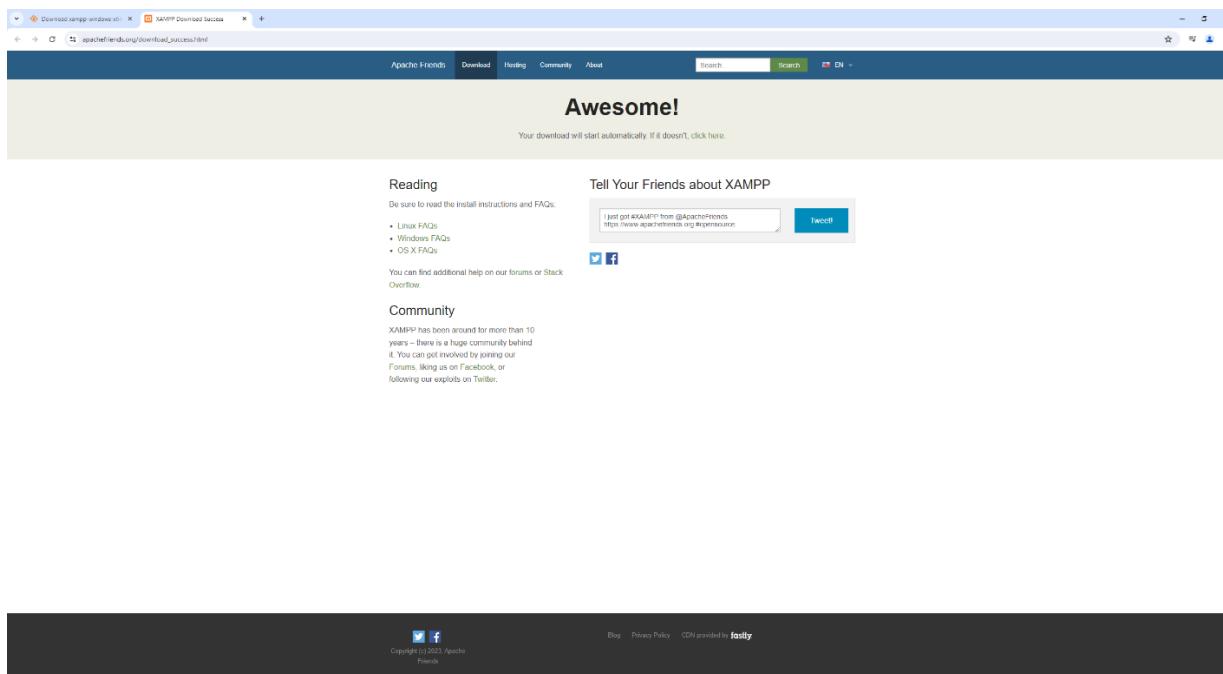 Download xampp-windows-x64
XAMPP Download Success
apachefriends.org/download_success.html
Apache Friends Download Hosting Community About Search Search EN
Awesome!
Your download will start automatically. If it doesn't, click here.
Reading
Be sure to read the install instructions and FAQs:
• Linux FAQs
• Windows FAQs
• OS X FAQs
You can find additional help on our forums or Stack
Overflow.
Community
XAMPP has been around for more than 10
years – there is a huge community behind
it. You can get involved by joining our
Forums, liking us on Facebook, or
following our exploits on Twitter.
Tell Your Friends about XAMPP
I just got #XAMPP from @ApacheFriends
https://www.apachefriends.org #opensource
Tweet!
Blog Privacy Policy CDN provided by fastly
Copyright (c) 2023, Apache
Friends